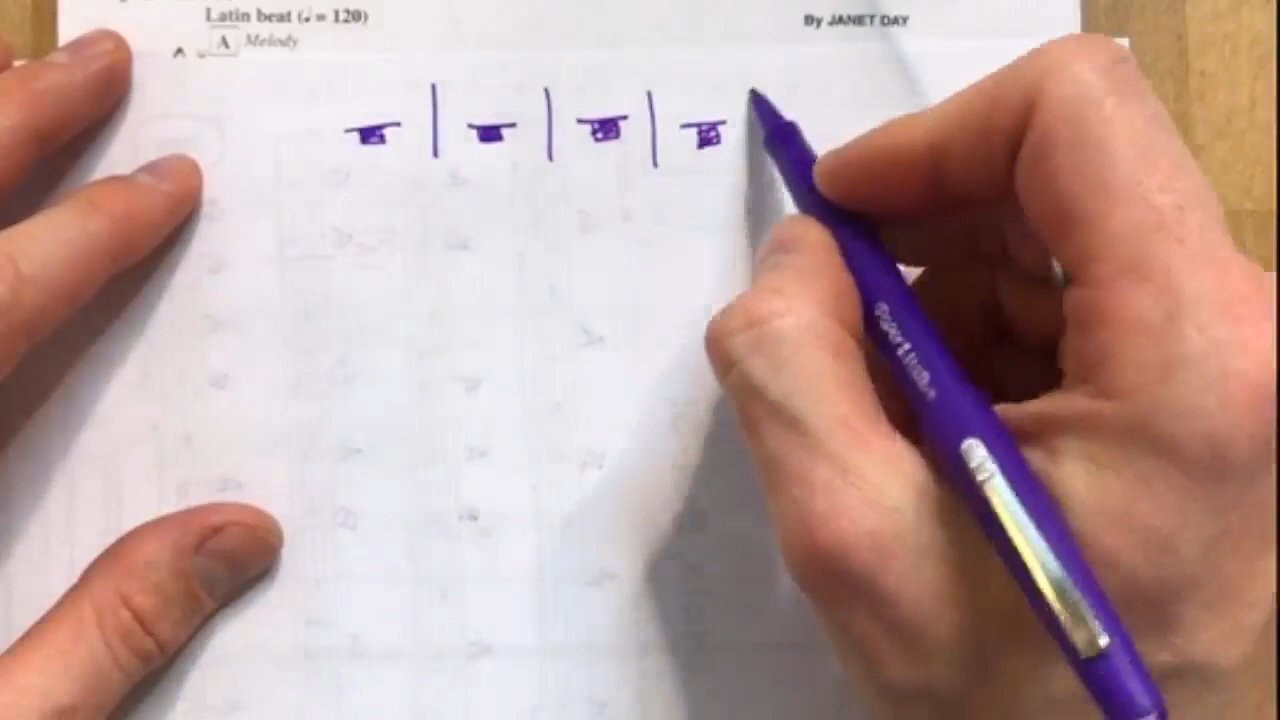 Latin beat (♩ = 120)
By JANET DAY
A Melody